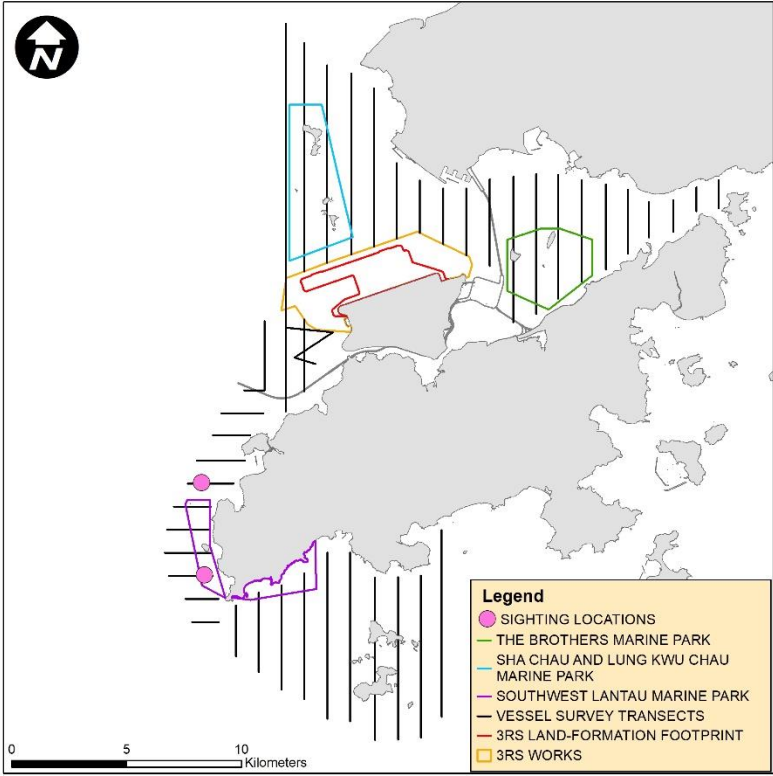 N
Legend
SIGHTING LOCATIONS
THE BROTHERS MARINE PARK
SHA CHAU AND LUNG KWU CHAU
MARINE PARK
SOUTHWEST LANTAU MARINE PARK
VESSEL SURVEY TRANSECTS
3RS LAND-FORMATION FOOTPRINT
3RS WORKS
0 5 10
Kilometers